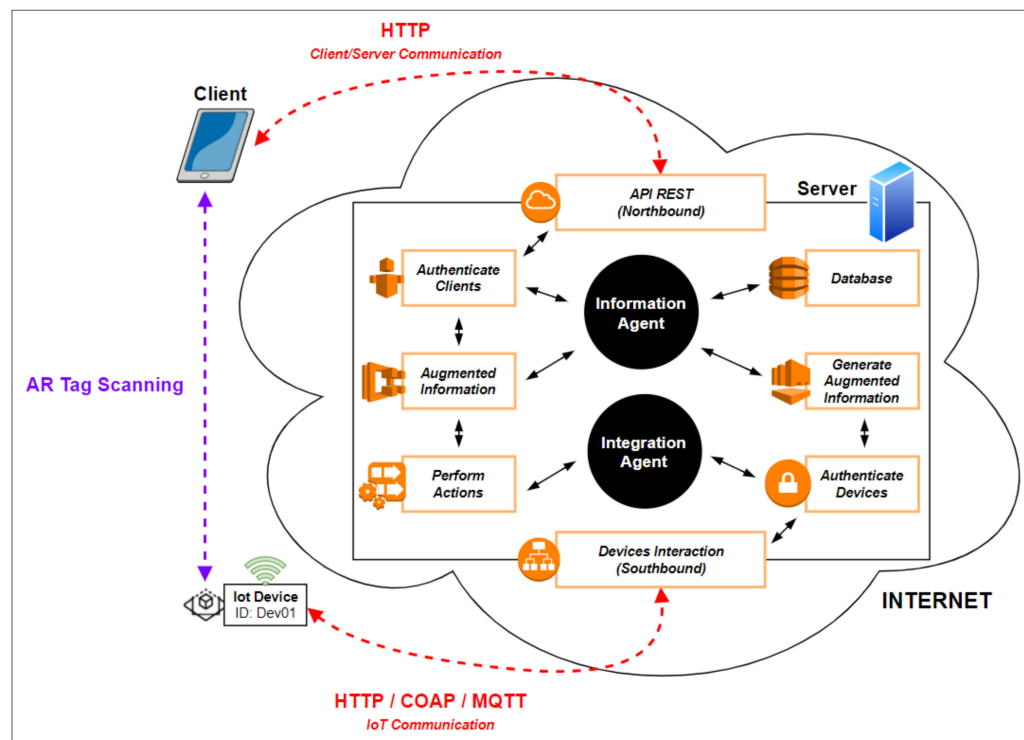 HTTP
Client/Server Communication
Client
Server
API REST
(Northbound)
Authenticate
Clients
Information
Agent
Database
AR Tag Scanning
Augmented
Information
Generate
Augmented
Information
Integration
Agent
Perform
Actions
Authenticate
Devices
Devices Interaction
(Southbound)
Iot Device
ID: Dev01
INTERNET
HTTP / COAP / MQTT
IoT Communication